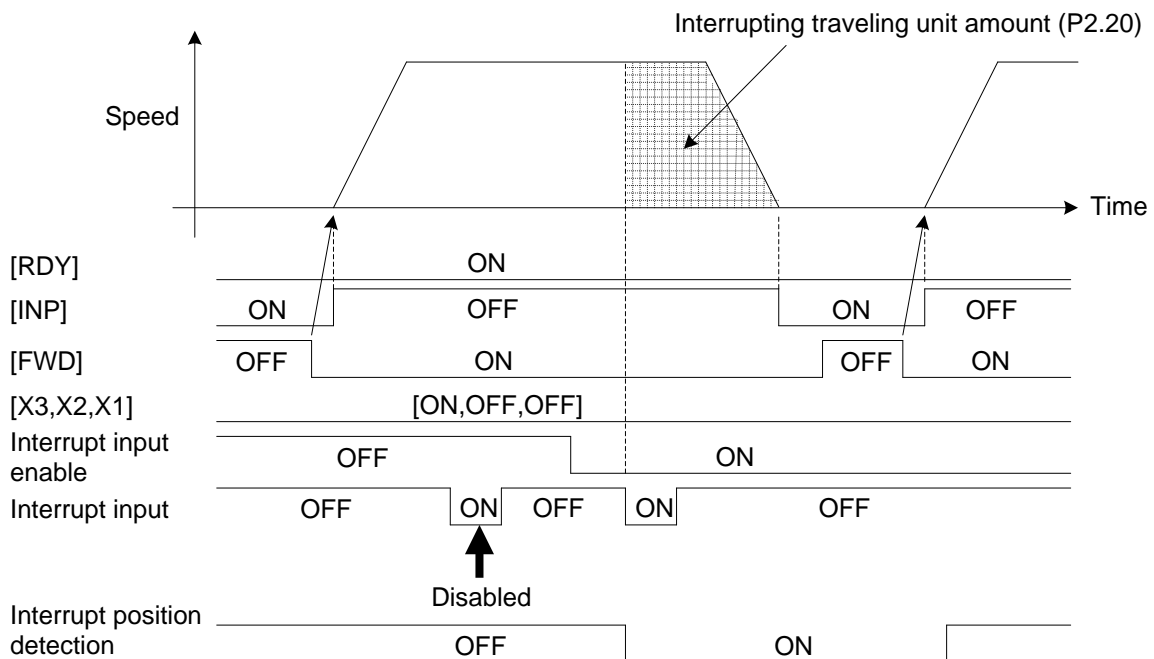 Interrupting traveling unit amount (P2.20)
Speed
Time
[RDY]
ON
[INP]
ON
OFF
ON
OFF
[FWD]
OFF
ON
OFF
ON
[X3,X2,X1]
[ON,OFF,OFF]
Interrupt input
enable
OFF
ON
Interrupt input
OFF
ON
OFF
ON
OFF
Disabled
Interrupt position
detection
OFF
ON